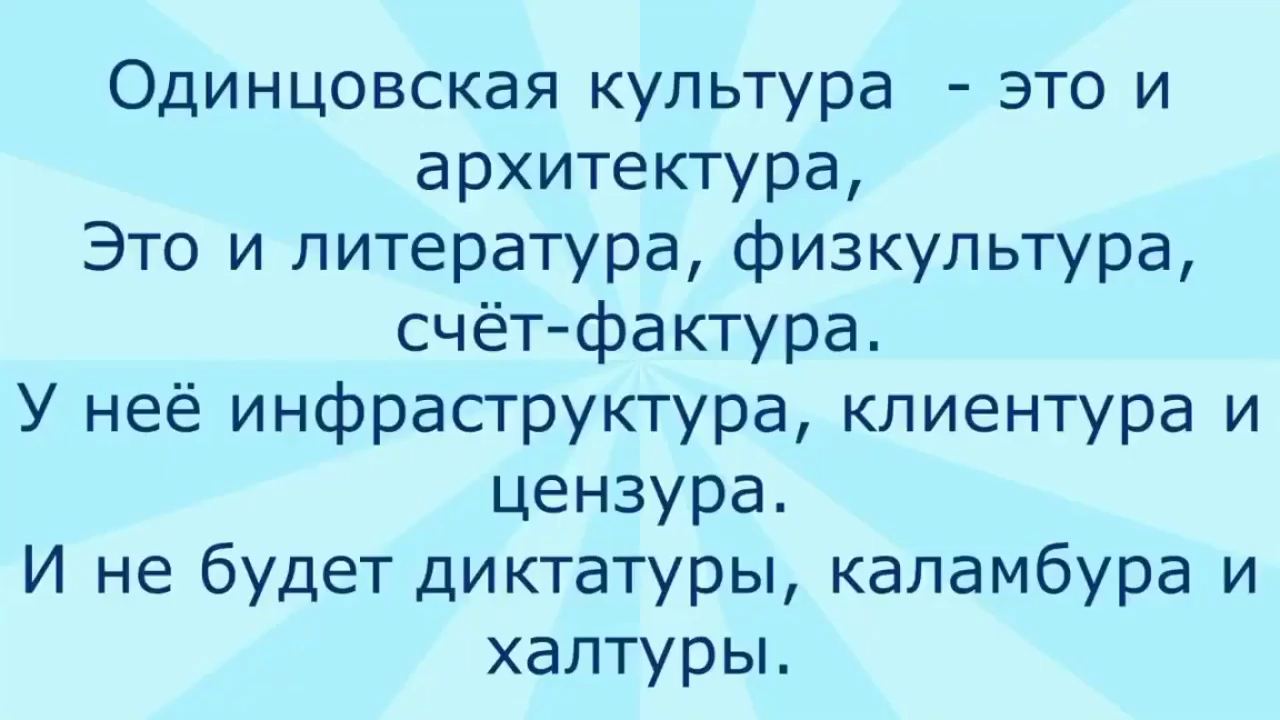 Одинцовская культура  - это и
архитектура,
Это и литература, физкультура,
счёт-фактура.
У неё инфраструктура, клиентура и
цензура.
И не будет диктатуры, каламбура и
халтуры.